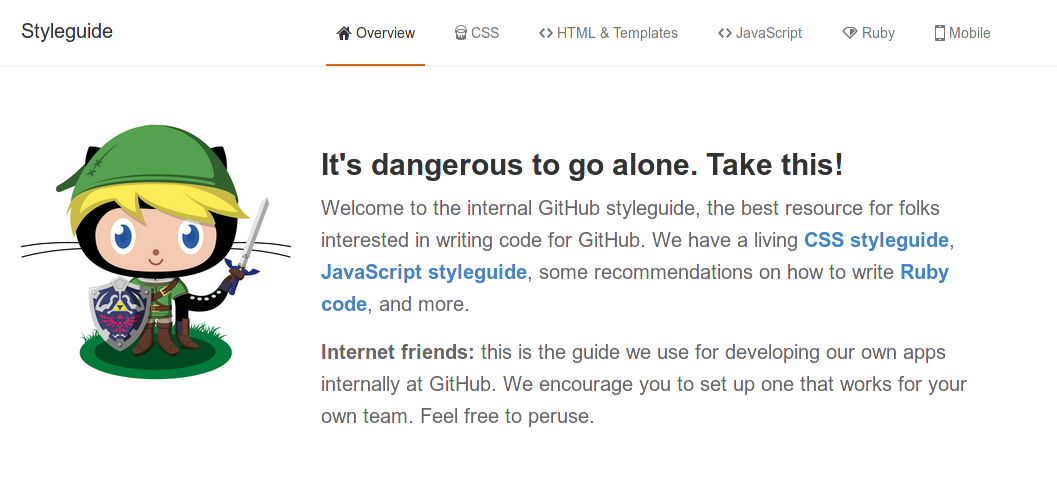 Styleguide
Overview
CSS
HTML & Templates
JavaScript
Ruby
Mobile
It's dangerous to go alone. Take this!
Welcome to the internal GitHub styleguide, the best resource for folks
interested in writing code for GitHub. We have a living CSS styleguide,
JavaScript styleguide, some recommendations on how to write Ruby
code, and more.
Internet friends: this is the guide we use for developing our own apps
internally at GitHub. We encourage you to set up one that works for your
own team. Feel free to peruse.